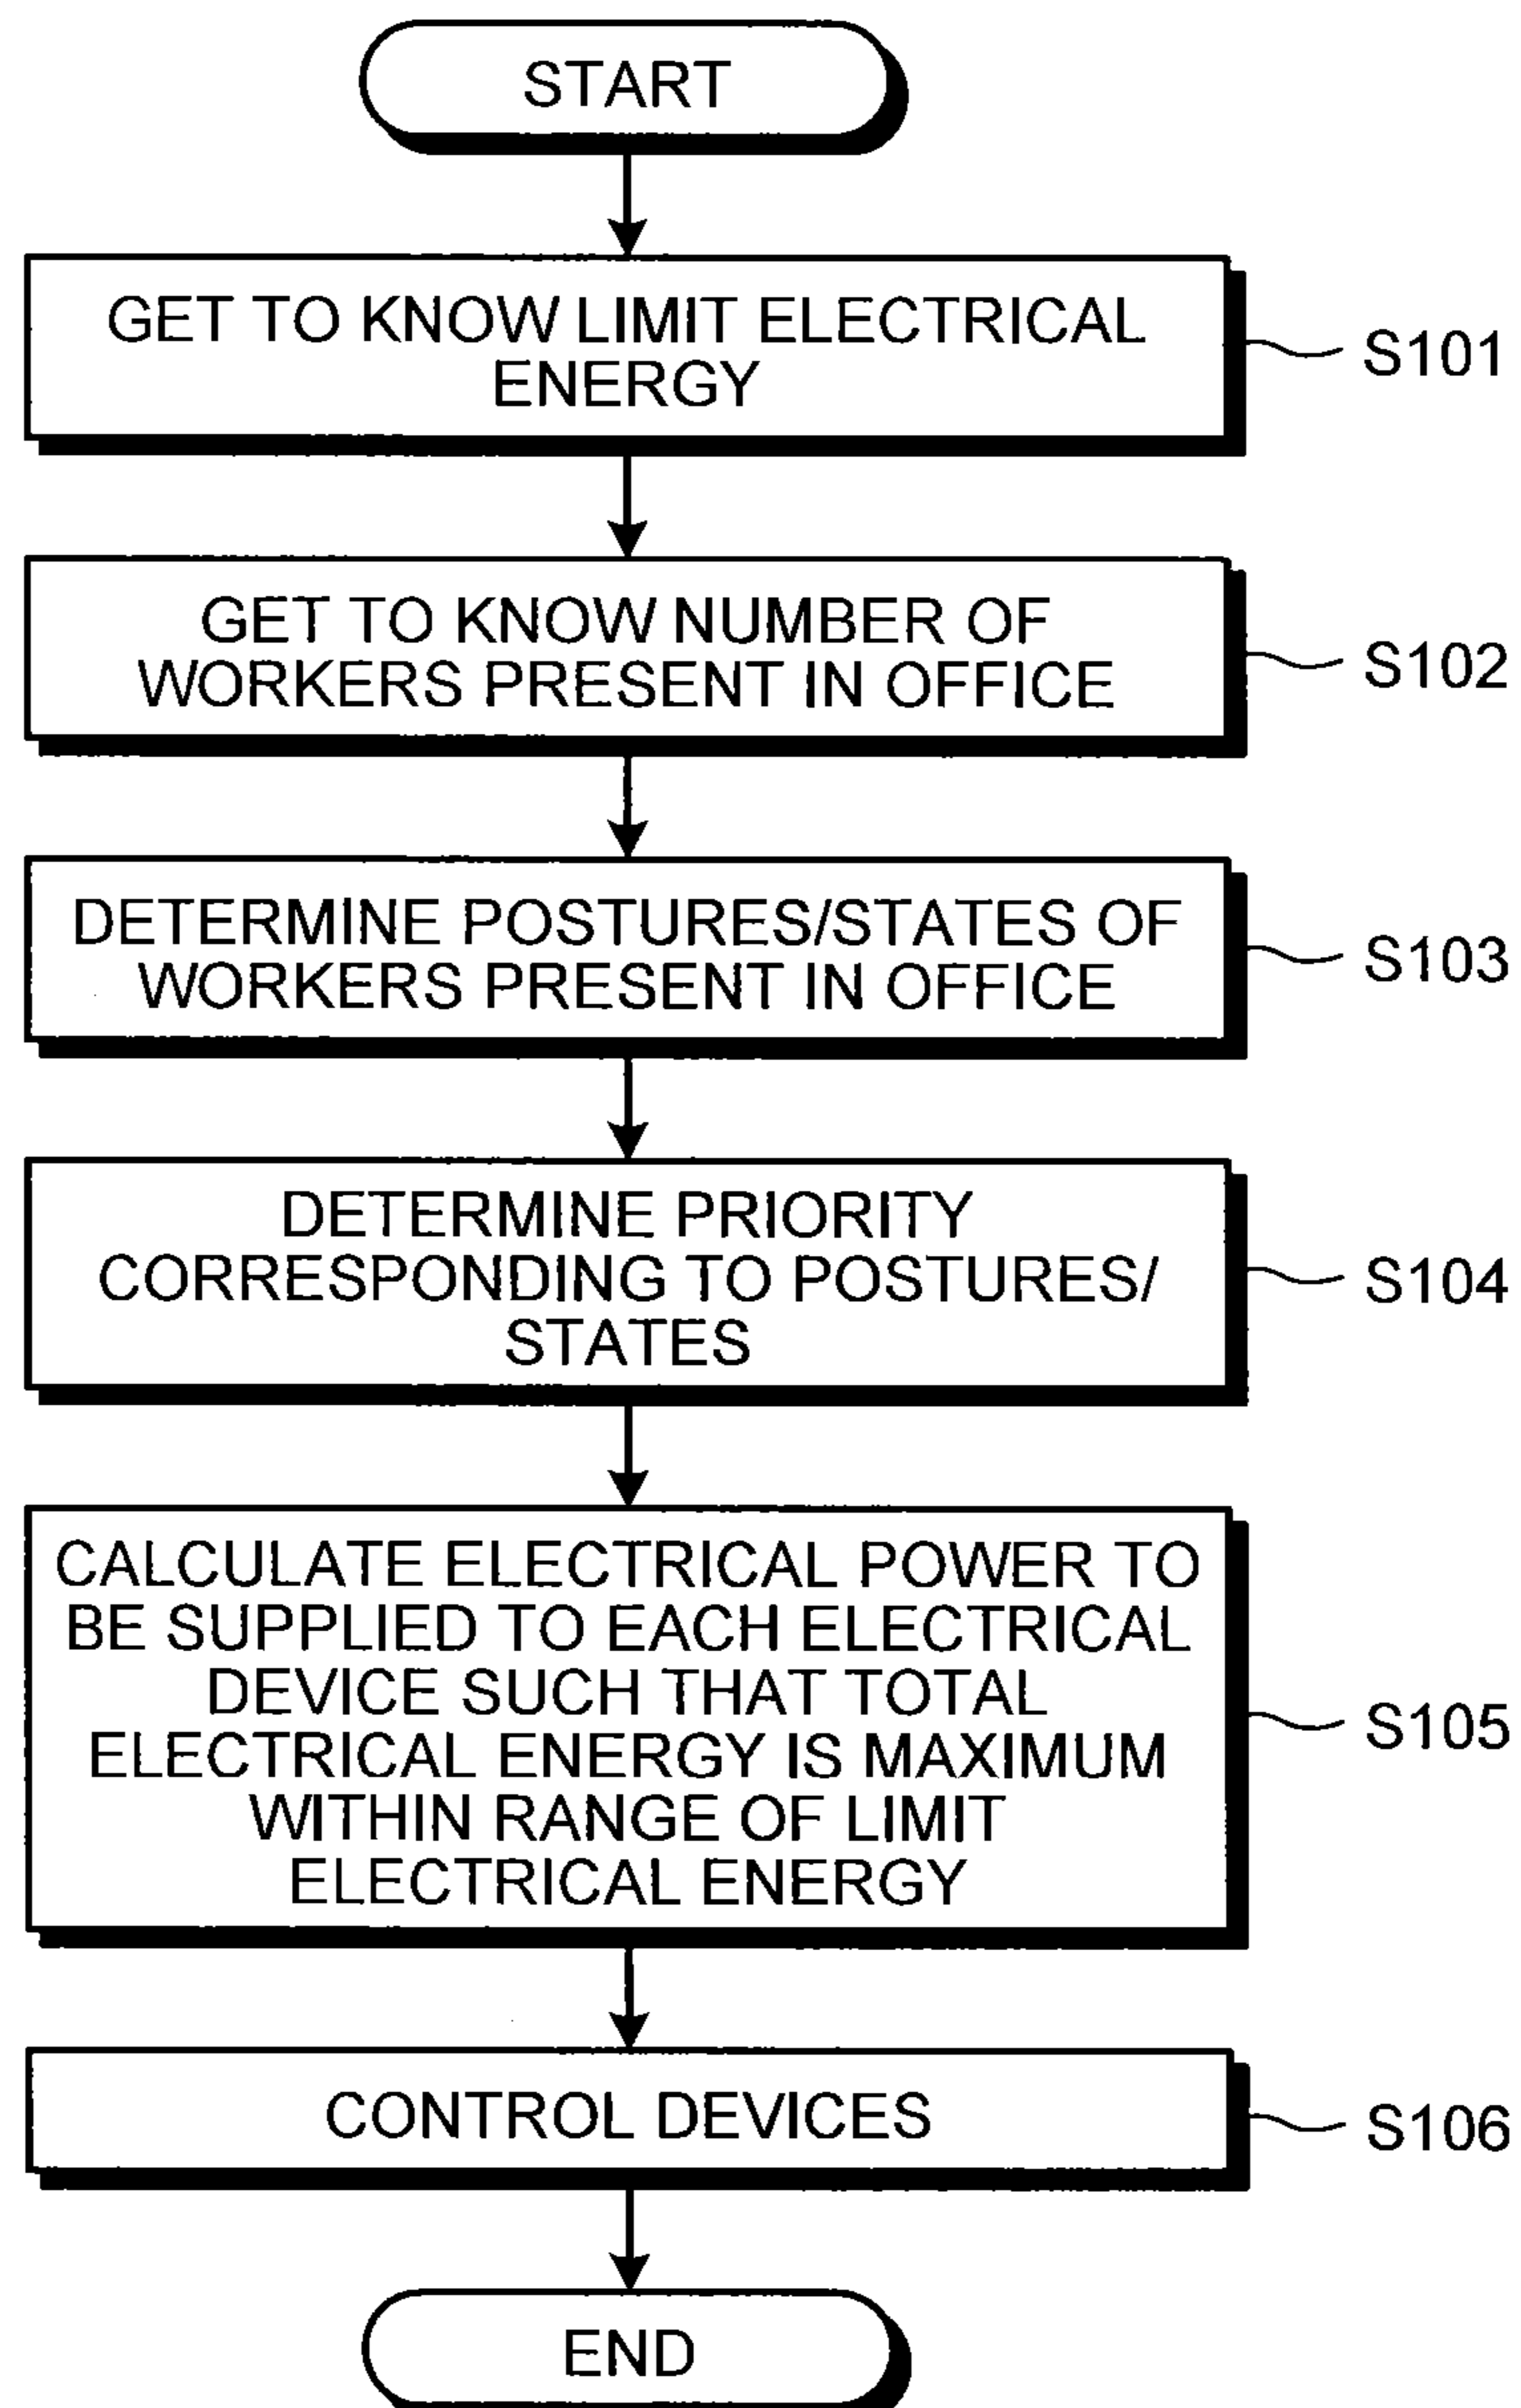 START
GET TO KNOW LIMIT ELECTRICAL
ENERGY
S101
GET TO KNOW NUMBER OF
WORKERS PRESENT IN OFFICE
S102
DETERMINE POSTURES/STATES OF
WORKERS PRESENT IN OFFICE
S103
DETERMINE PRIORITY
CORRESPONDING TO POSTURES/
STATES
S104
CALCULATE ELECTRICAL POWER TO
BE SUPPLIED TO EACH ELECTRICAL
DEVICE SUCH THAT TOTAL
ELECTRICAL ENERGY IS MAXIMUM
WITHIN RANGE OF LIMIT
ELECTRICAL ENERGY
S105
CONTROL DEVICES
S106
END